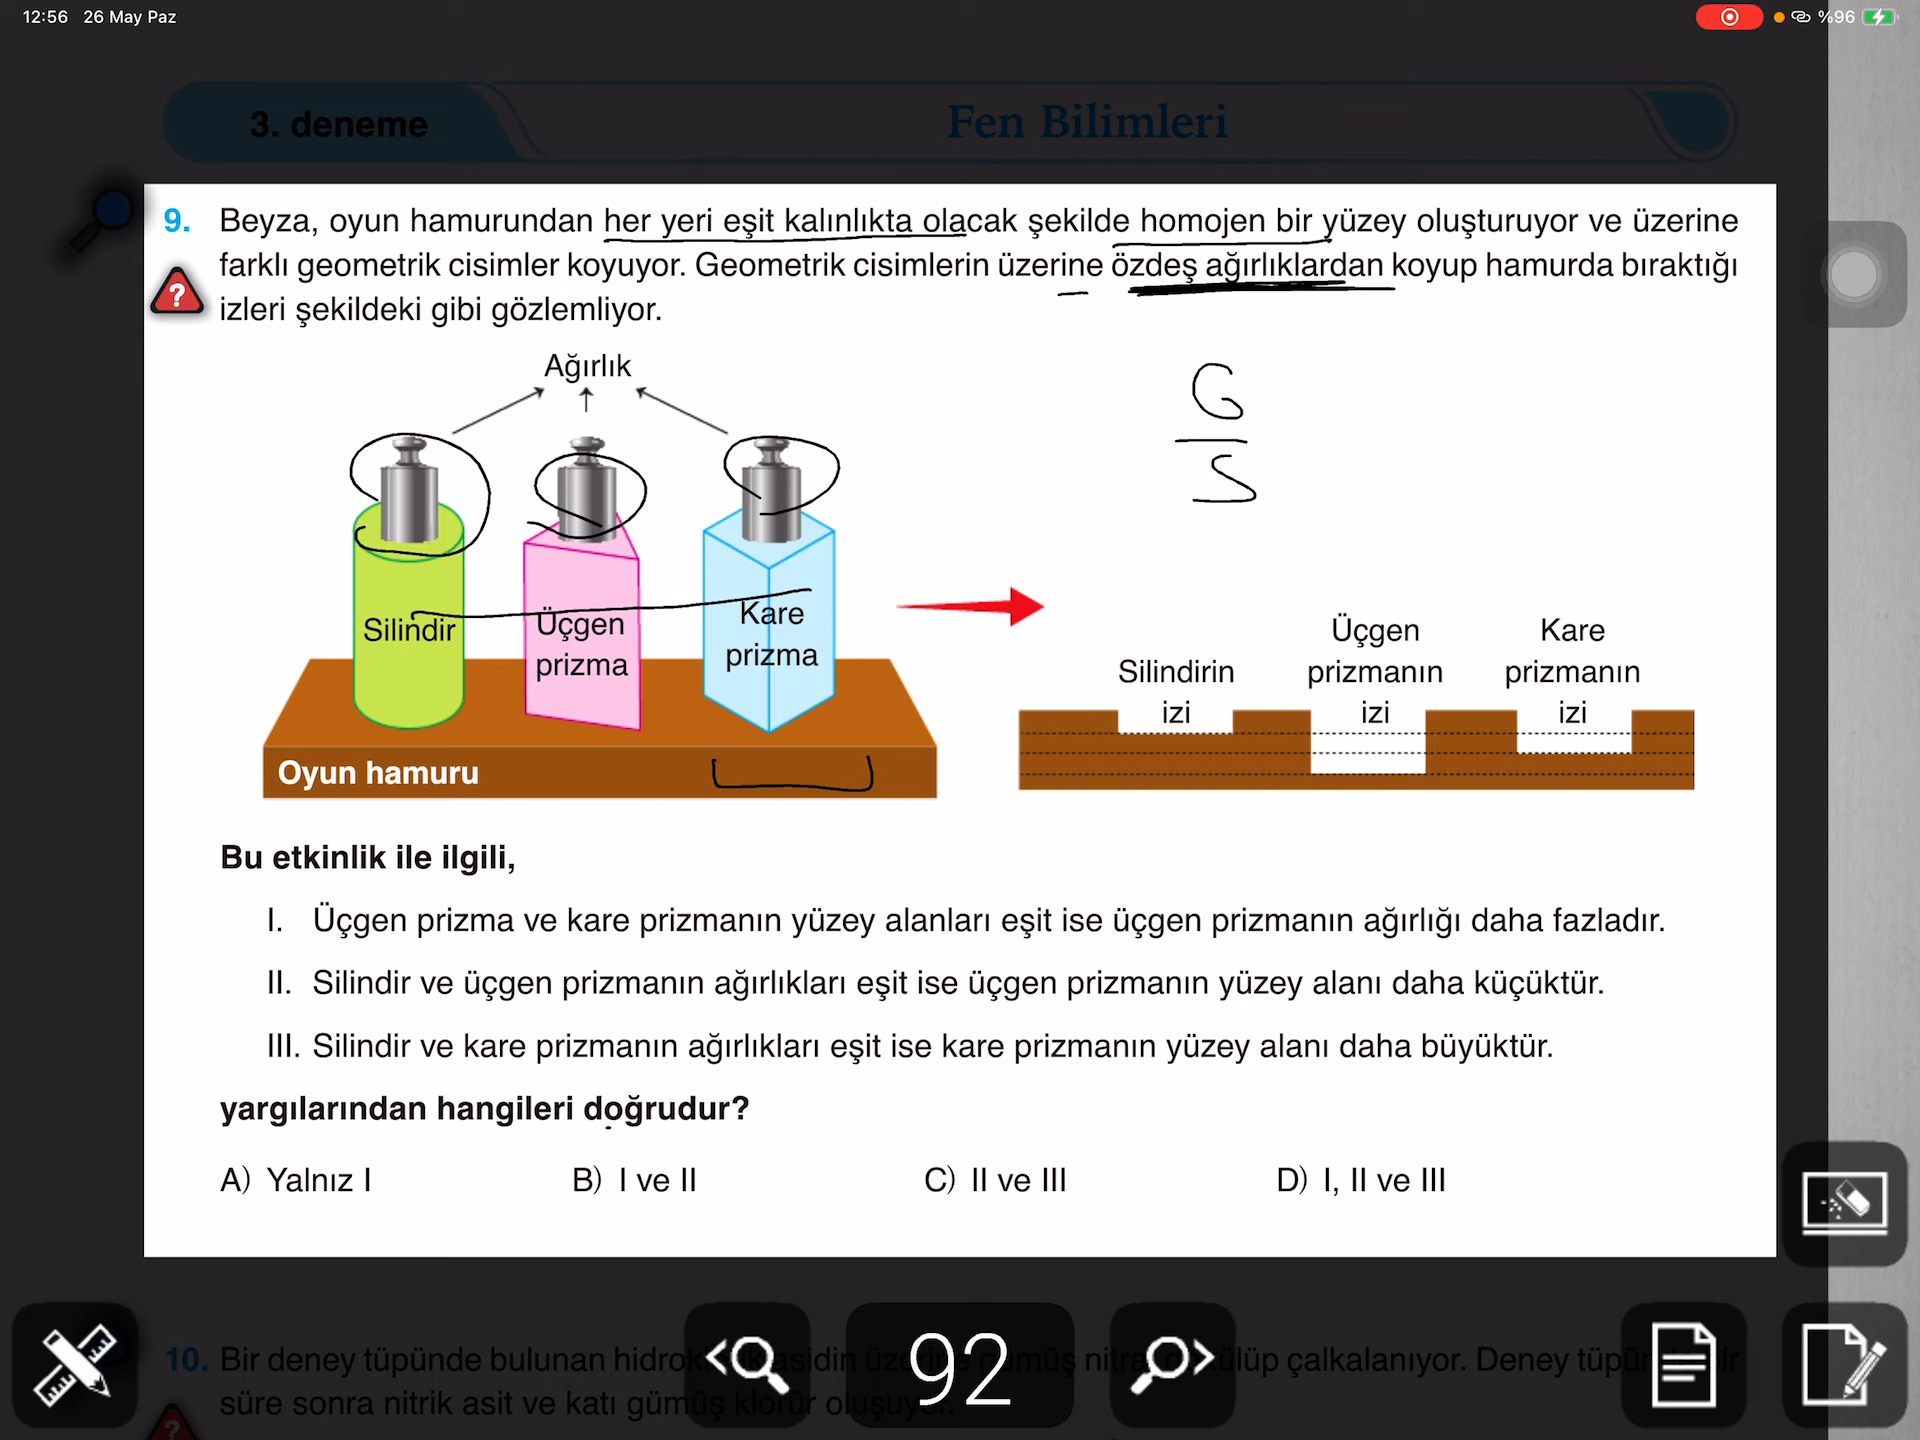 12:56 26 May Paz
%96
3. deneme
Fen Bilimleri
9. Beyza, oyun hamurundan her yeri eşit kalınlıkta olacak şekilde homojen bir yüzey oluşturuyor ve üzerine
farklı geometrik cisimler koyuyor. Geometrik cisimlerin üzerine özdeş ağırlıklardan koyup hamurda bıraktığı
izleri şekildeki gibi gözlemliyor.
Ağırlık
G
S
Silindir
Üçgen
prizma
Kare
prizma
Oyun hamuru
Silindirin
izi
Üçgen
prizmanın
izi
Kare
prizmanın
izi
Bu etkinlik ile ilgili,
I. Üçgen prizma ve kare prizmanın yüzey alanları eşit ise üçgen prizmanın ağırlığı daha fazladır.
II. Silindir ve üçgen prizmanın ağırlıkları eşit ise üçgen prizmanın yüzey alanı daha küçüktür.
III. Silindir ve kare prizmanın ağırlıkları eşit ise kare prizmanın yüzey alanı daha büyüktür.
yargılarından hangileri doğrudur?
A) Yalnız I B) I ve II C) II ve III D) I, II ve III
92
10. Bir deney tüpünde bulunan çalkalanıyor. Deney
süre sonra nitrik asit ve katı gümüş klorür